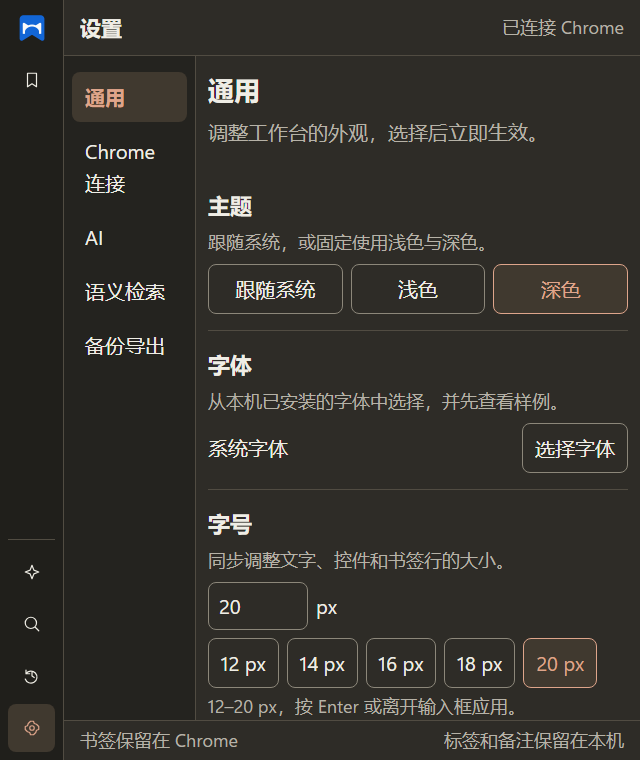 设置
已连接 Chrome
通用
Chrome
连接
AI
语义检索
备份导出
通用
调整工作台的外观，选择后立即生效。
主题
跟随系统，或固定使用浅色与深色。
跟随系统 浅色 深色
字体
从本机已安装的字体中选择，并先查看样例。
系统字体 选择字体
字号
同步调整文字、控件和书签行的大小。
20 px
12 px 14 px 16 px 18 px 20 px
12–20 px，按 Enter 或离开输入框应用。
书签保留在 Chrome
标签和备注保留在本机